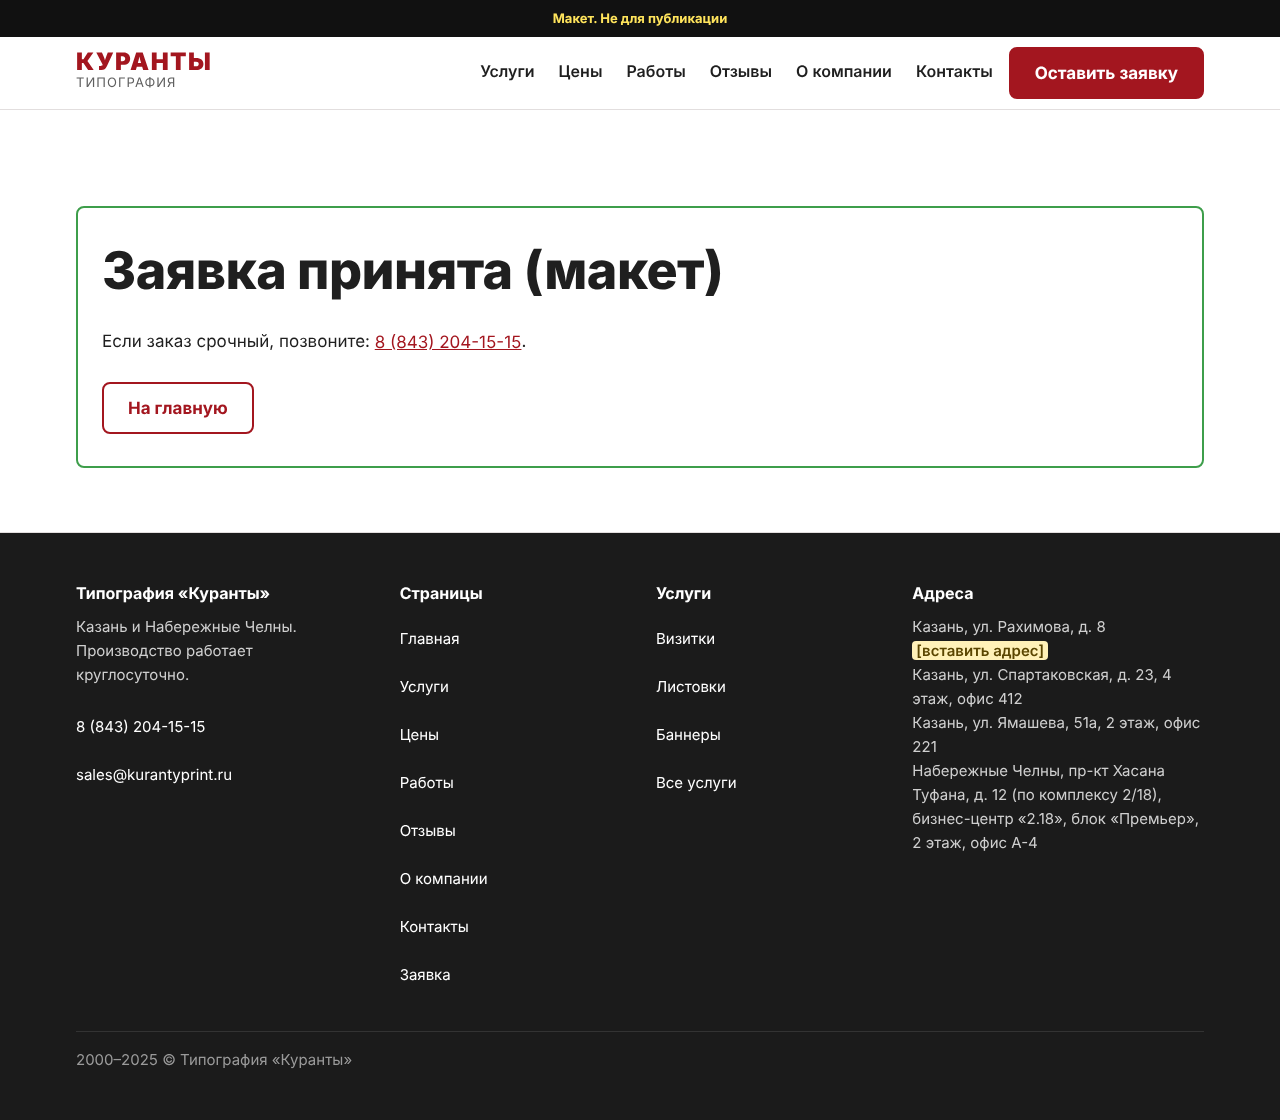 Макет. Не для публикации
КУРАНТЫ
ТИПОГРАФИЯ
Услуги
Цены
Работы
Отзывы
О компании
Контакты
Оставить заявку
Заявка принята (макет)
Если заказ срочный, позвоните: 8 (843) 204-15-15.
На главную
Типография «Куранты»
Казань и Набережные Челны.
Производство работает
круглосуточно.
8 (843) 204-15-15
sales@kurantyprint.ru
Страницы
Главная
Услуги
Цены
Работы
Отзывы
О компании
Контакты
Заявка
Услуги
Визитки
Листовки
Баннеры
Все услуги
Адреса
Казань, ул. Рахимова, д. 8
[вставить адрес]
Казань, ул. Спартаковская, д. 23, 4
этаж, офис 412
Казань, ул. Ямашева, 51а, 2 этаж, офис
221
Набережные Челны, пр-кт Хасана
Туфана, д. 12 (по комплексу 2/18),
бизнес-центр «2.18», блок «Премьер»,
2 этаж, офис А-4
2000–2025 © Типография «Куранты»